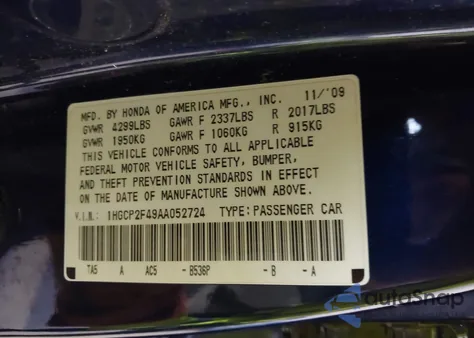 MFD. BY HONDA OF AMERICA MFG., INC. 11/'09
GVWR 4299LBS GAWR F 2337LBS R 2017LBS
GVWR 1950KG GAWR F 1060KG R 915KG
THIS VEHICLE CONFORMS TO ALL APPLICABLE
FEDERAL MOTOR VEHICLE SAFETY, BUMPER,
AND THEFT PREVENTION STANDARDS IN EFFECT
ON THE DATE OF MANUFACTURE SHOWN ABOVE.
V.I.N.: 1HGCP2F49AA052724 TYPE:PASSENGER CAR
TA5 A AC5 - B536P - B - A
autoSnap